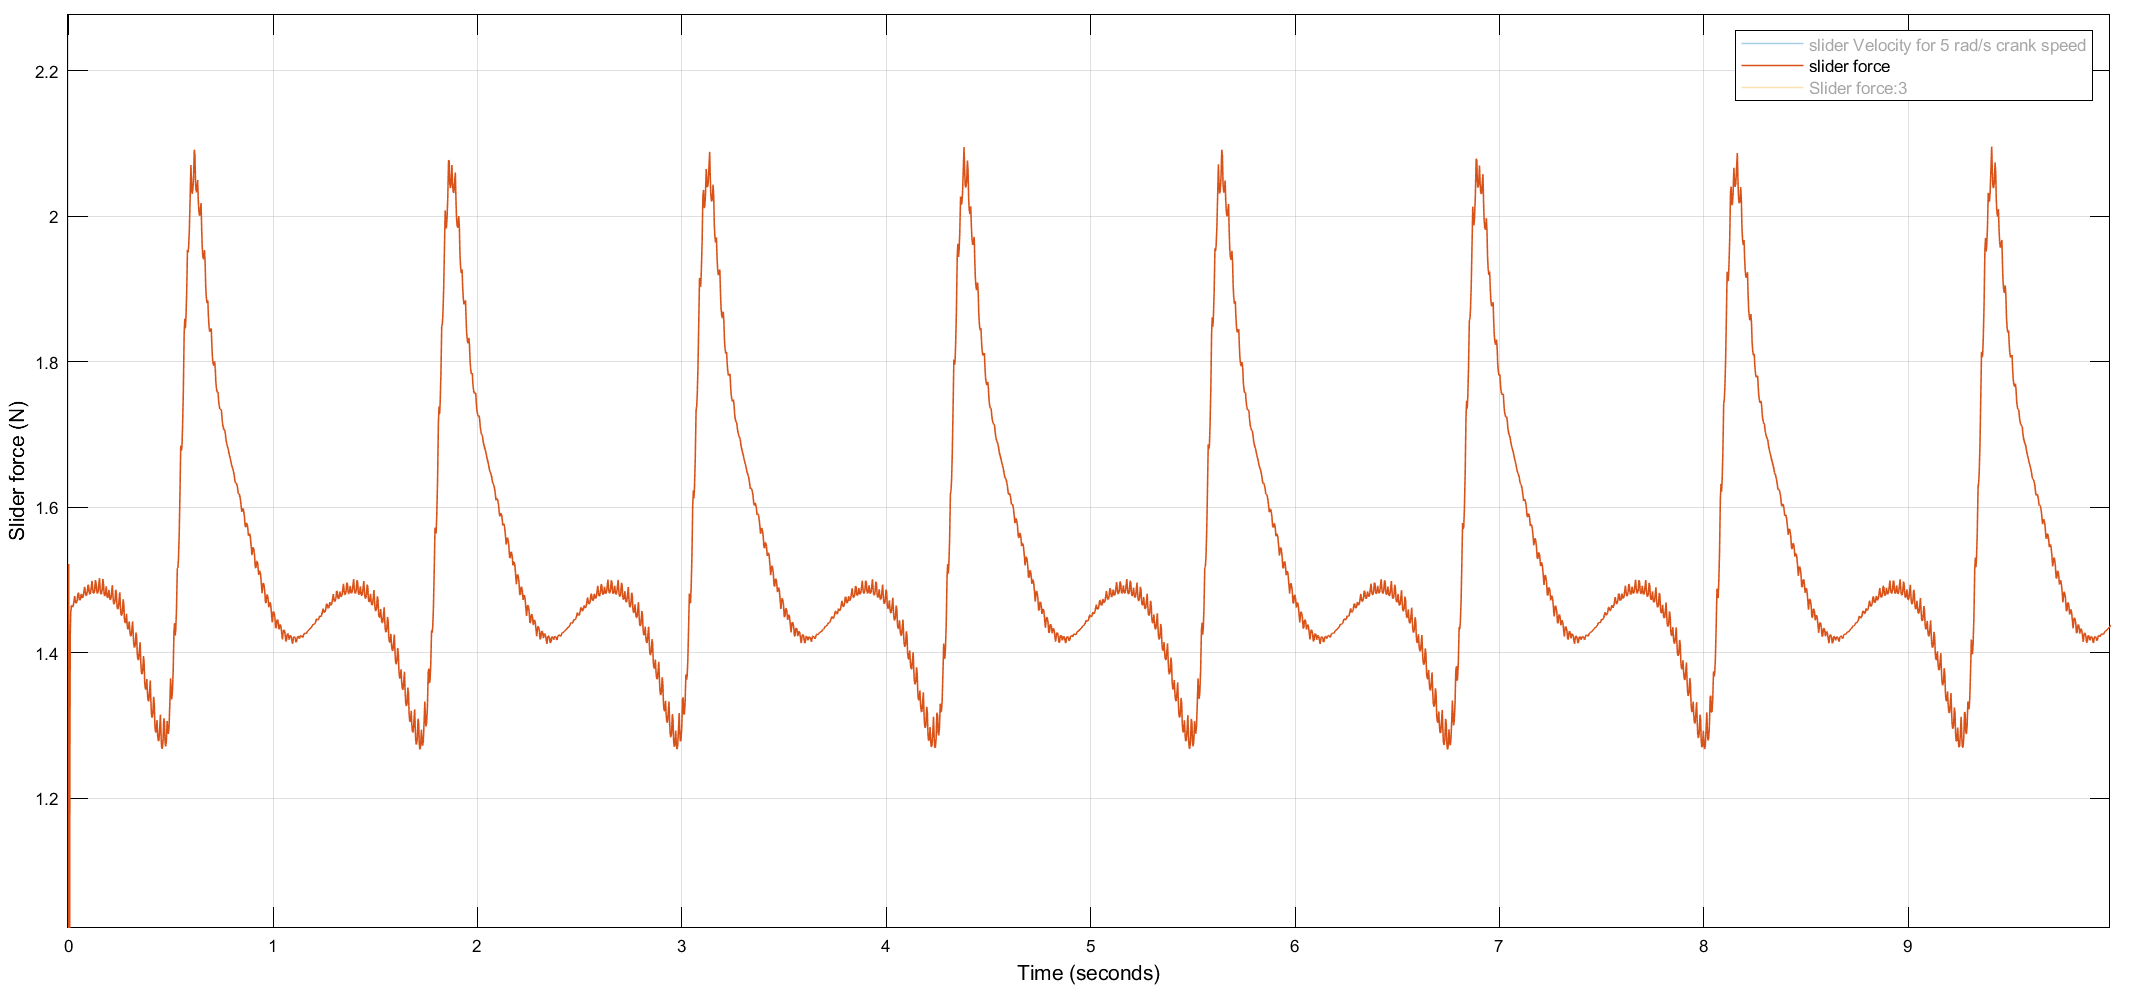 slider Velocity for 5 rad/s crank speed
slider force
Slider force:3
2.2
2
1.8
1.6
1.4
1.2
Slider force (N)
0 1 2 3 4 5 6 7 8 9
Time (seconds)